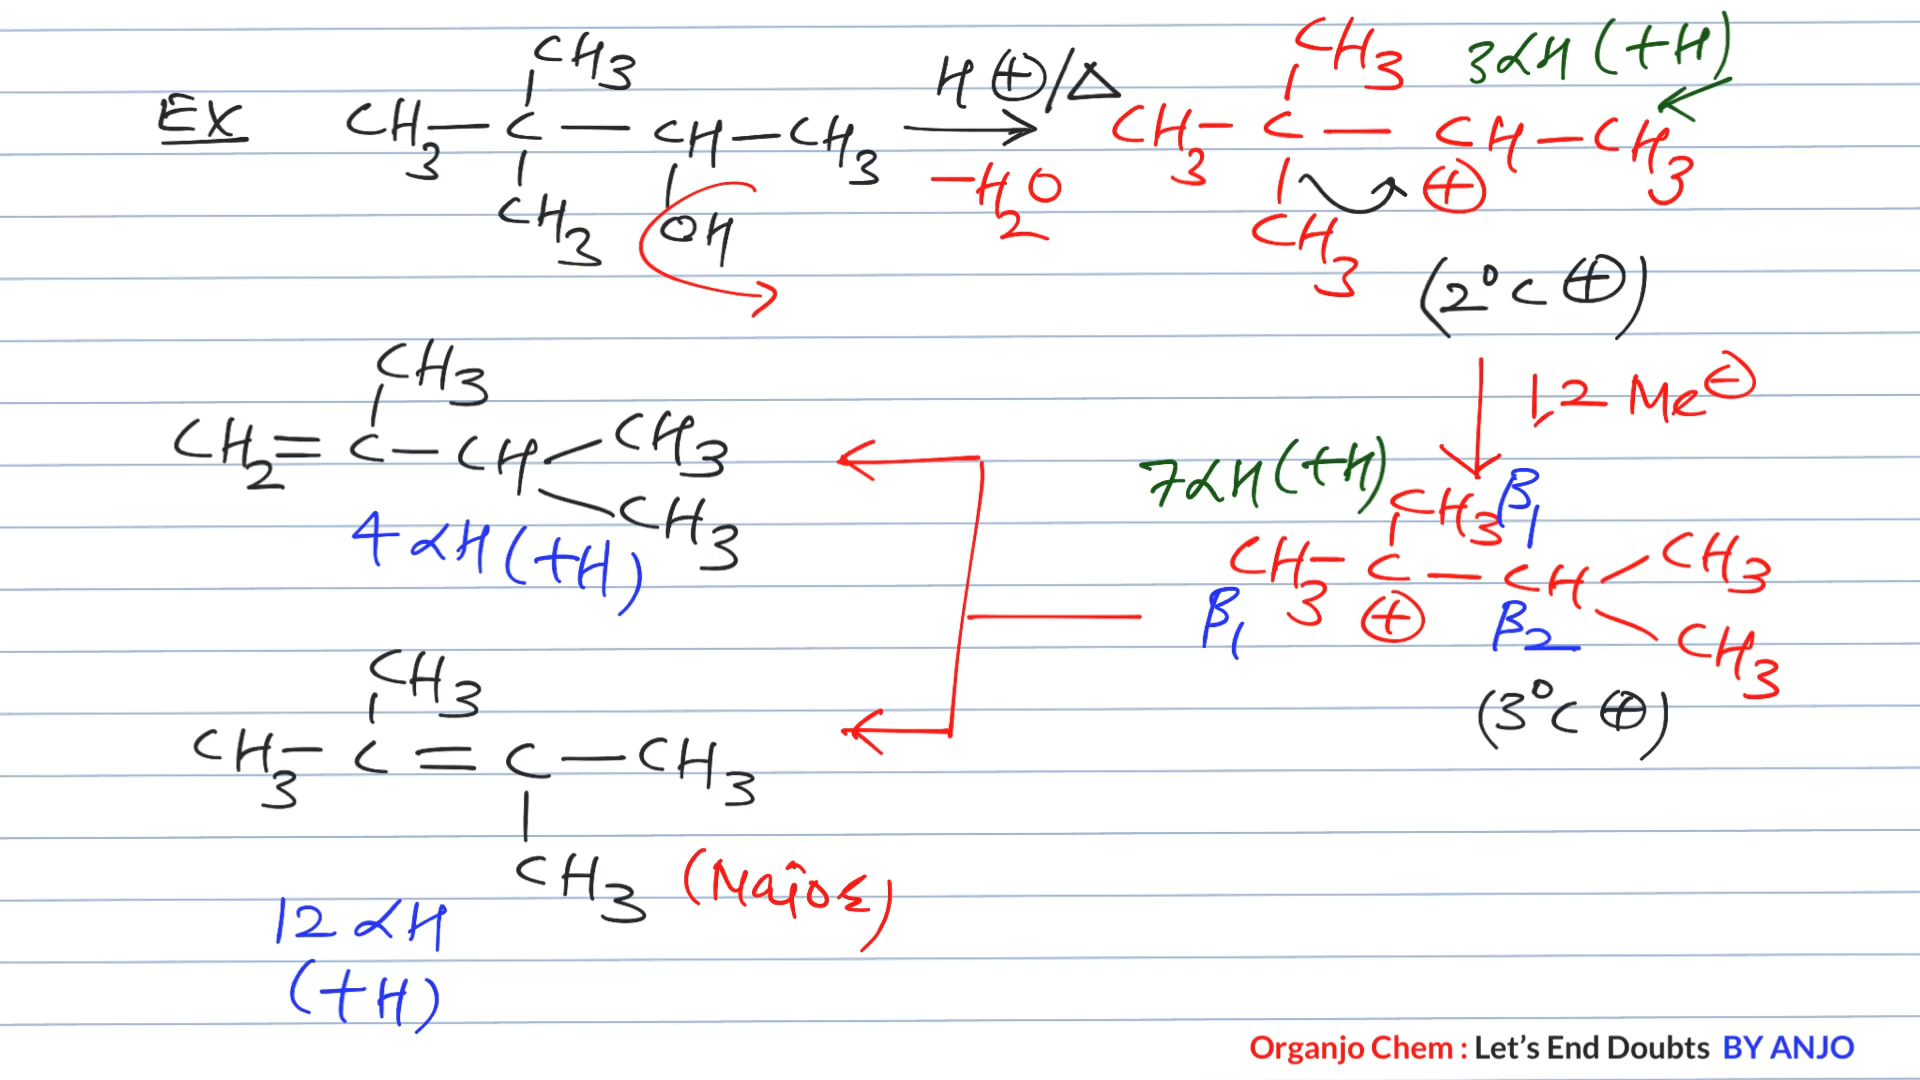 CH3 CH3 3αH (+H)
EX CH3—C—CH—CH3 H⊕/Δ CH3—C—CH—CH3
-H2O ⊕
CH3 OH CH3
(2°C⊕)
CH3 1,2 Me⊖
CH2=C—CH CH3
CH3 7αH(+H) CH3 β1
4αH(+H) CH3—C—CH CH3
β1 ⊕ β2 CH3
CH3 (3°C⊕)
CH3—C=C—CH3
CH3 (Major)
12αH
(+H)
Organjo Chem : Let's End Doubts BY ANJO